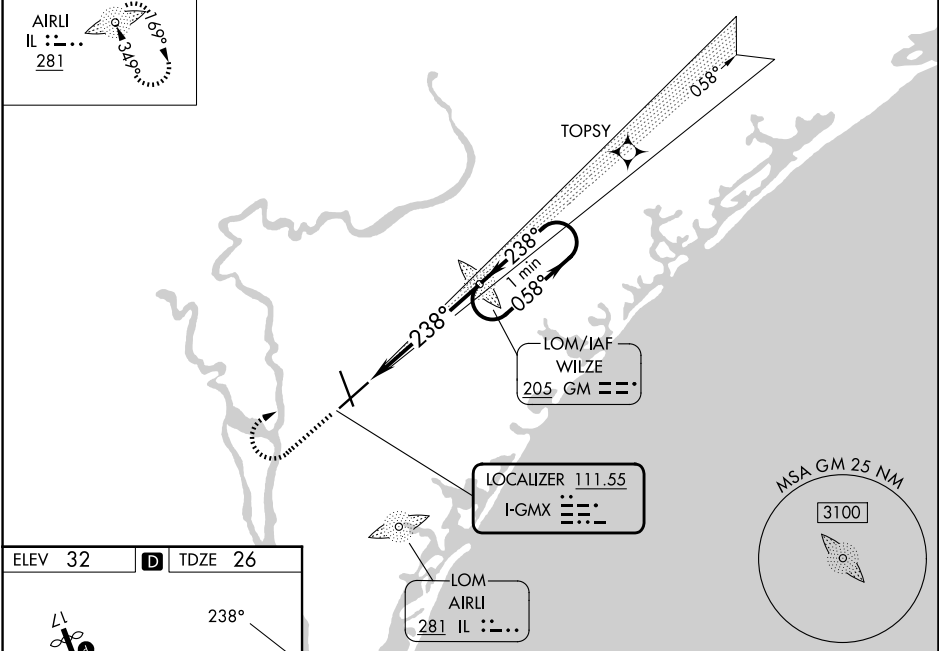 AIRLI
IL
281
169°
349°
058°
TOPSY
238°
1 min
058°
238°
LOM/IAF
WILZE
205 GM
LOCALIZER 111.55
I-GMX
MSA GM 25 NM
3100
LOM
AIRLI
281 IL
ELEV 32 D TDZE 26
17
238°
A